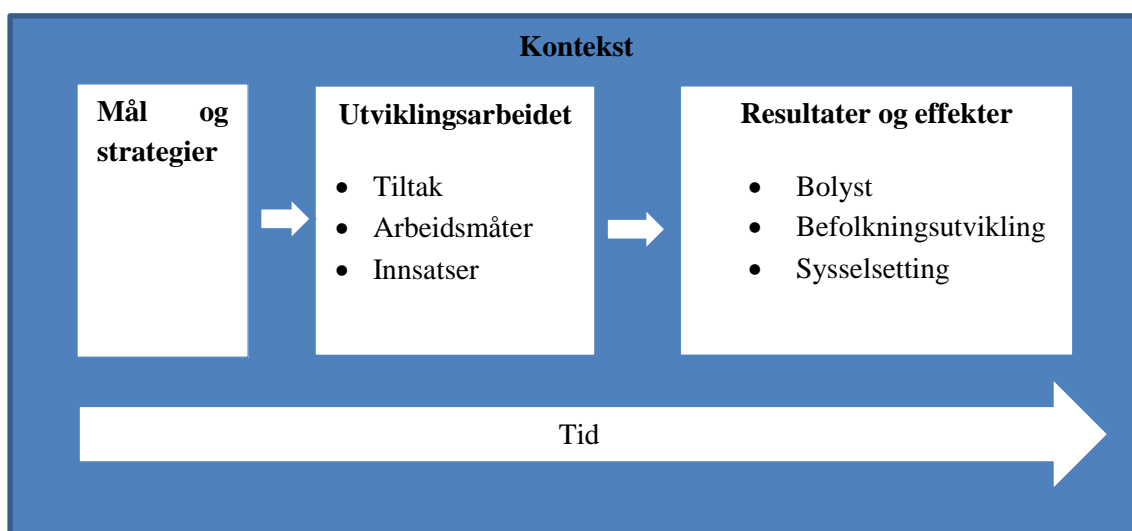 Kontekst
Mål og
strategier
Utviklingsarbeidet
• Tiltak
• Arbeidsmåter
• Innsatser
Resultater og effekter
• Bolyst
• Befolkningsutvikling
• Sysselsetting
Tid